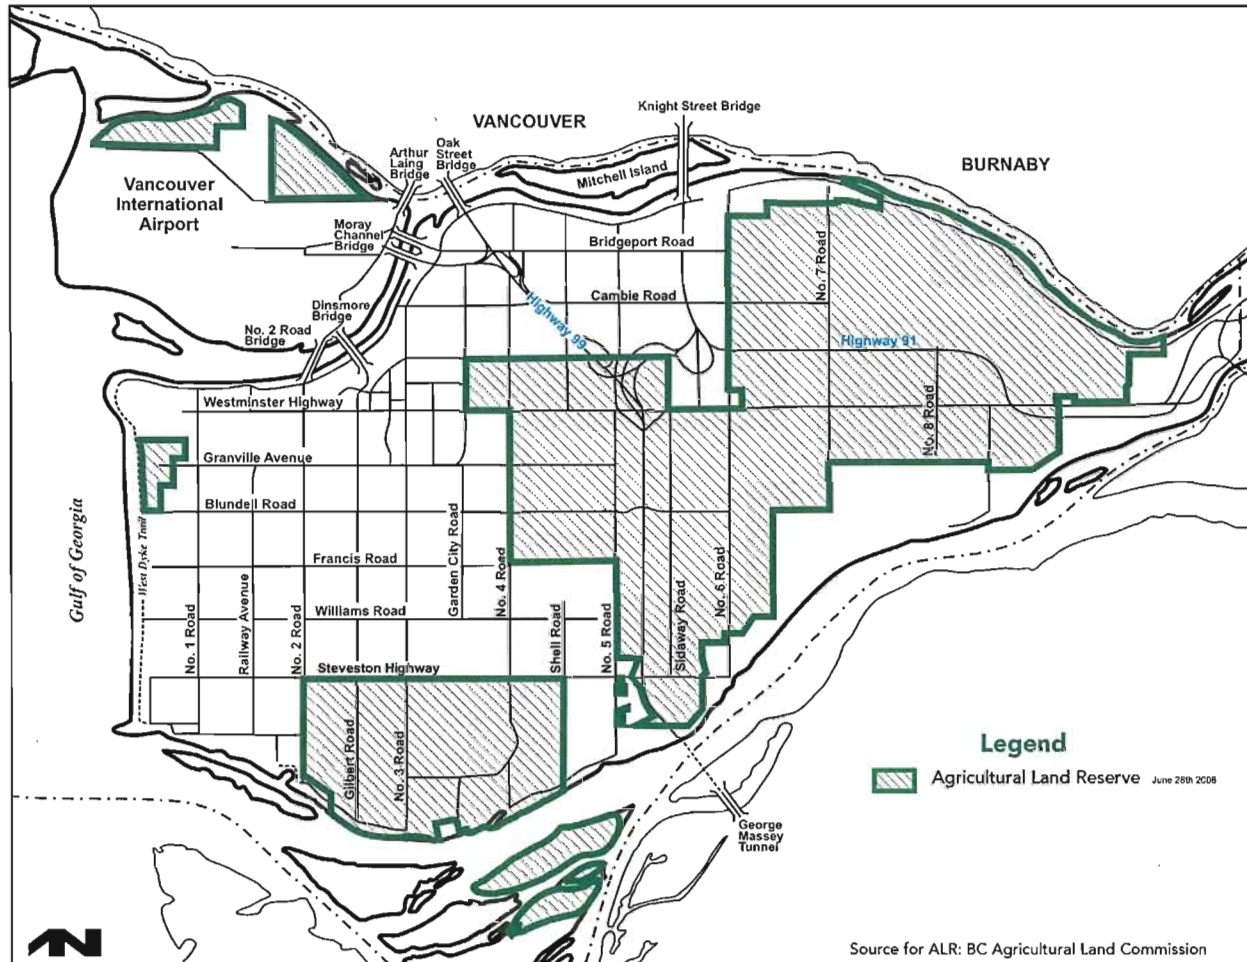 Knight Street Bridge
VANCOUVER
Oak
Street
Bridge
Arthur
Laing
Bridge
BURNABY
Mitchell Island
Vancouver
International
Airport
Moray
Channel
Bridge
Bridgeport Road
No. 7 Road
Cambie Road
Highway 99
Dinsmore
Bridge
No. 2 Road
Bridge
Highway 91
Westminster Highway
No. 8 Road
Granville Avenue
Blundell Road
Gulf of Georgia
West Dyke Trail
Francis Road
Garden City Road
No. 4 Road
No. 6 Road
Williams Road
No. 1 Road
Railway Avenue
No. 2 Road
Shell Road
No. 5 Road
Sidaway Road
Steveston Highway
Gilbert Road
No. 3 Road
Legend
Agricultural Land Reserve June 28th 2006
George
Massey
Tunnel
N
Source for ALR: BC Agricultural Land Commission